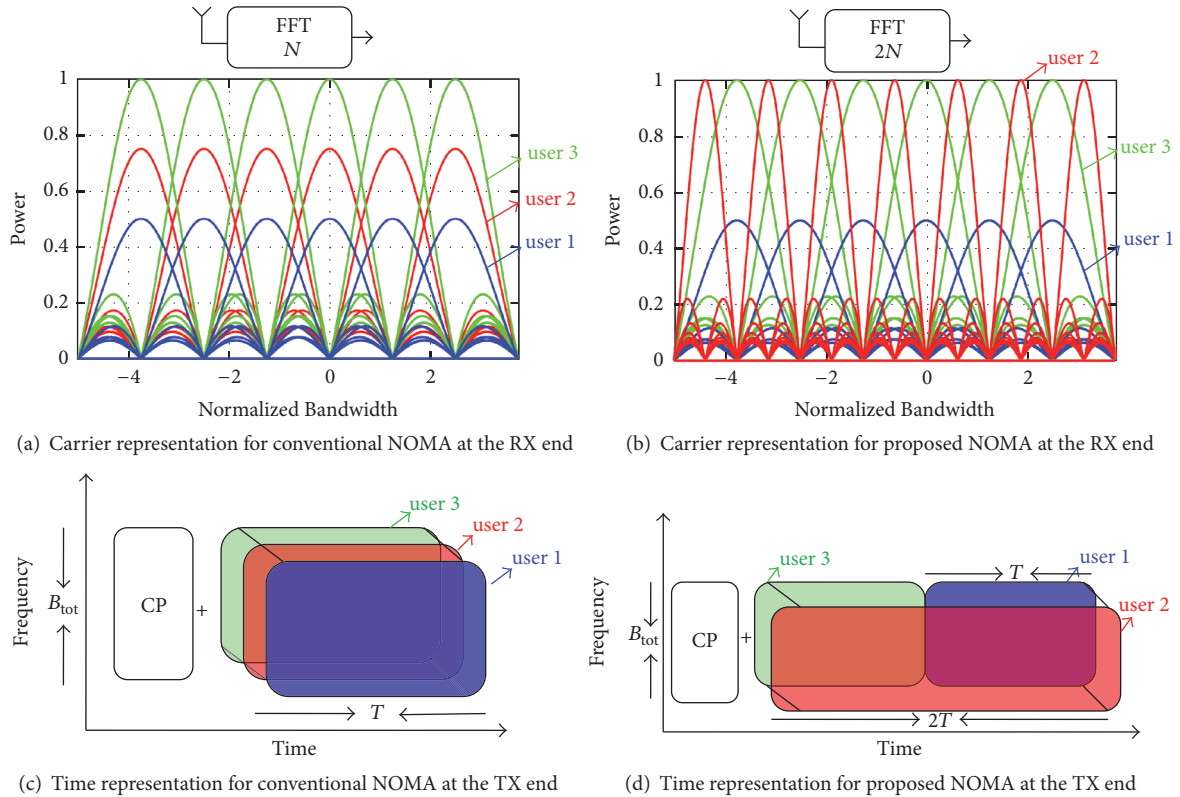 FFT
N
1
0.8
0.6
0.4
0.2
0
Power
−4
−2
0
2
Normalized Bandwidth
user 3
user 2
user 1
(a) Carrier representation for conventional NOMA at the RX end
FFT
2N
1
0.8
0.6
0.4
0.2
0
Power
−4
−2
0
2
Normalized Bandwidth
user 2
user 3
user 1
(b) Carrier representation for proposed NOMA at the RX end
Frequency
B_tot
CP
+
user 3
user 2
user 1
T
Time
(c) Time representation for conventional NOMA at the TX end
Frequency
B_tot
CP
+
user 3
T
user 1
user 2
2T
Time
(d) Time representation for proposed NOMA at the TX end